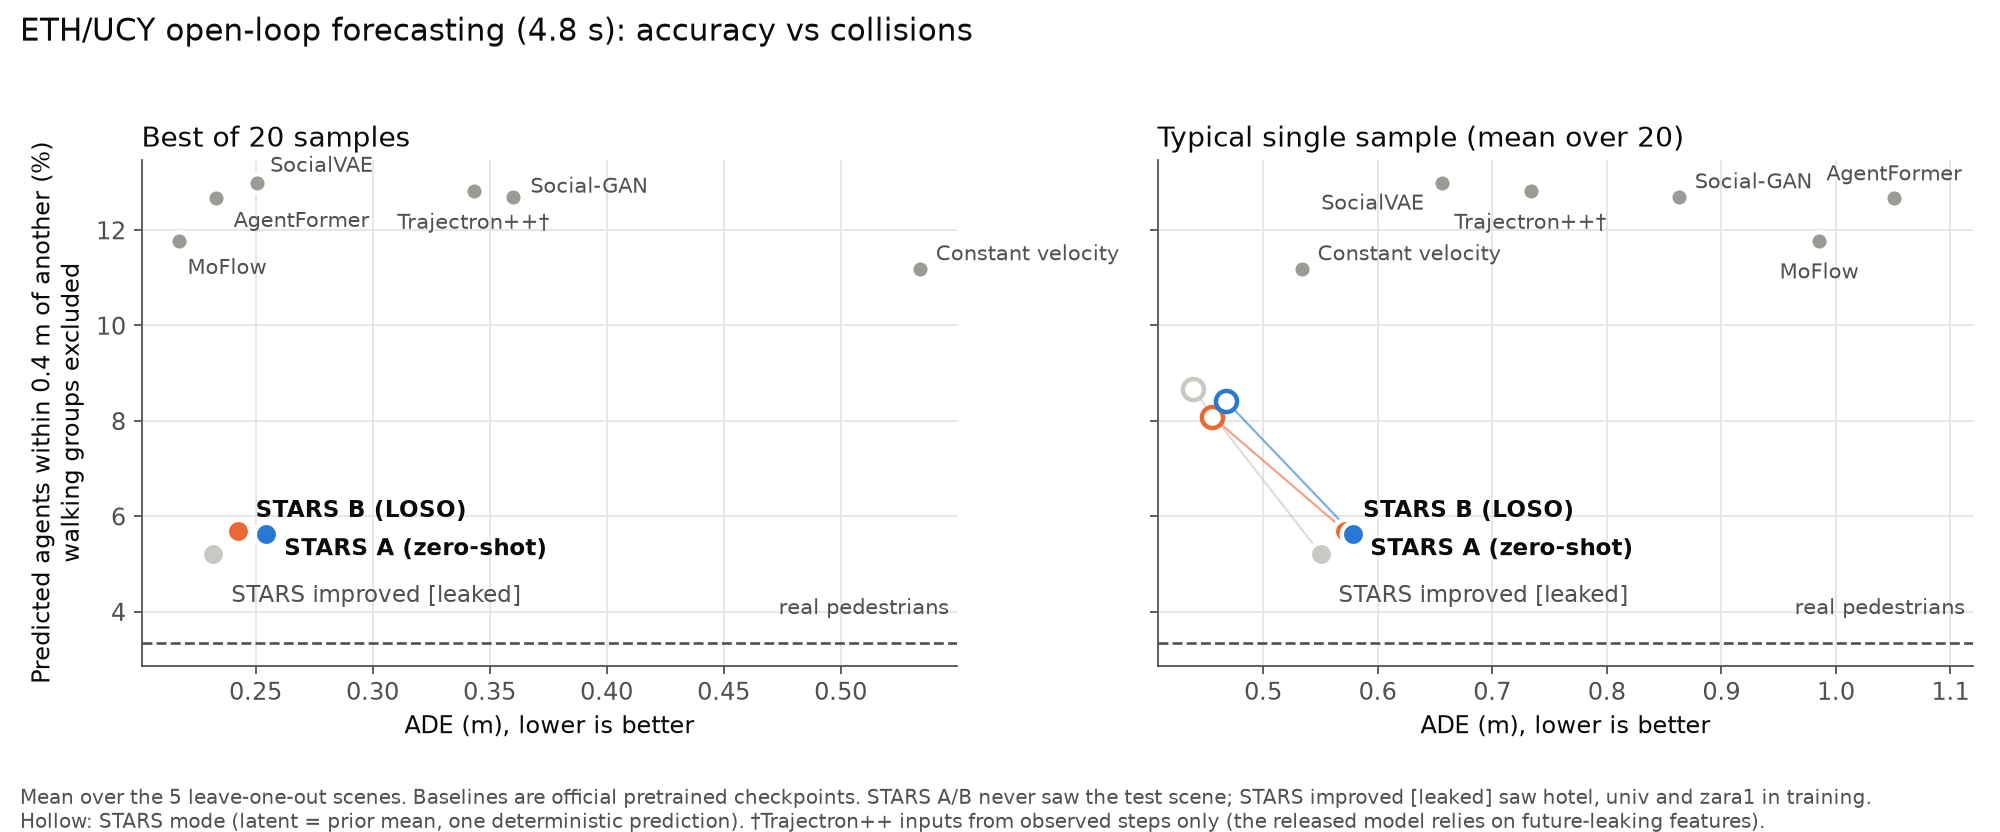 ETH/UCY open-loop forecasting (4.8 s): accuracy vs collisions
Best of 20 samples
Predicted agents within 0.4 m of another (%)
walking groups excluded
12
10
8
6
4
SocialVAE
AgentFormer
MoFlow
Trajectron++†
Social-GAN
Constant velocity
STARS B (LOSO)
STARS A (zero-shot)
STARS improved [leaked]
real pedestrians
0.25 0.30 0.35 0.40 0.45 0.50
ADE (m), lower is better
Typical single sample (mean over 20)
SocialVAE
Trajectron++†
Social-GAN
AgentFormer
Constant velocity
MoFlow
STARS B (LOSO)
STARS A (zero-shot)
STARS improved [leaked]
real pedestrians
0.5 0.6 0.7 0.8 0.9 1.0 1.1
ADE (m), lower is better
Mean over the 5 leave-one-out scenes. Baselines are official pretrained checkpoints. STARS A/B never saw the test scene; STARS improved [leaked] saw hotel, univ and zara1 in training.
Hollow: STARS mode (latent = prior mean, one deterministic prediction). †Trajectron++ inputs from observed steps only (the released model relies on future-leaking features).